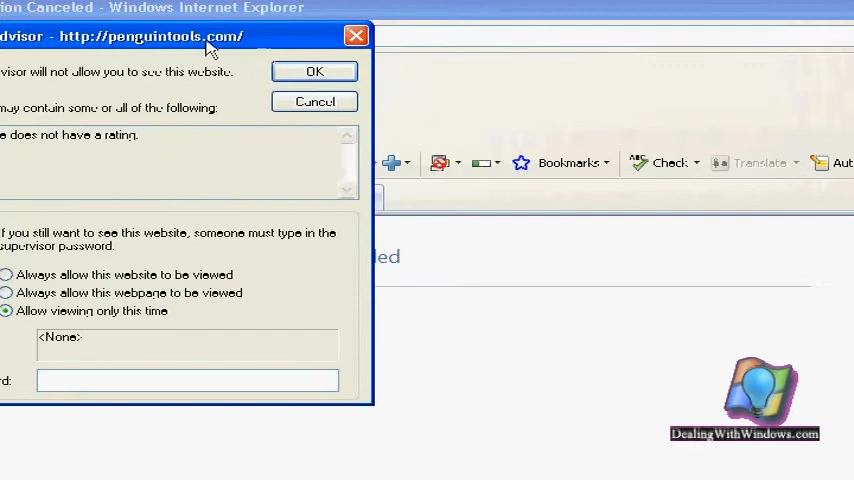 ion Canceled - Windows Internet Explorer
dvisor - http://penguintools.com/
visor will not allow you to see this website.
OK
may contain some or all of the following:
Cancel
e does not have a rating.
Bookmarks
Check
Translate
Aut
If you still want to see this website, someone must type in the
supervisor password.
led
Always allow this website to be viewed
Always allow this webpage to be viewed
Allow viewing only this time
<None>
rd:
DealingWithWindows.com